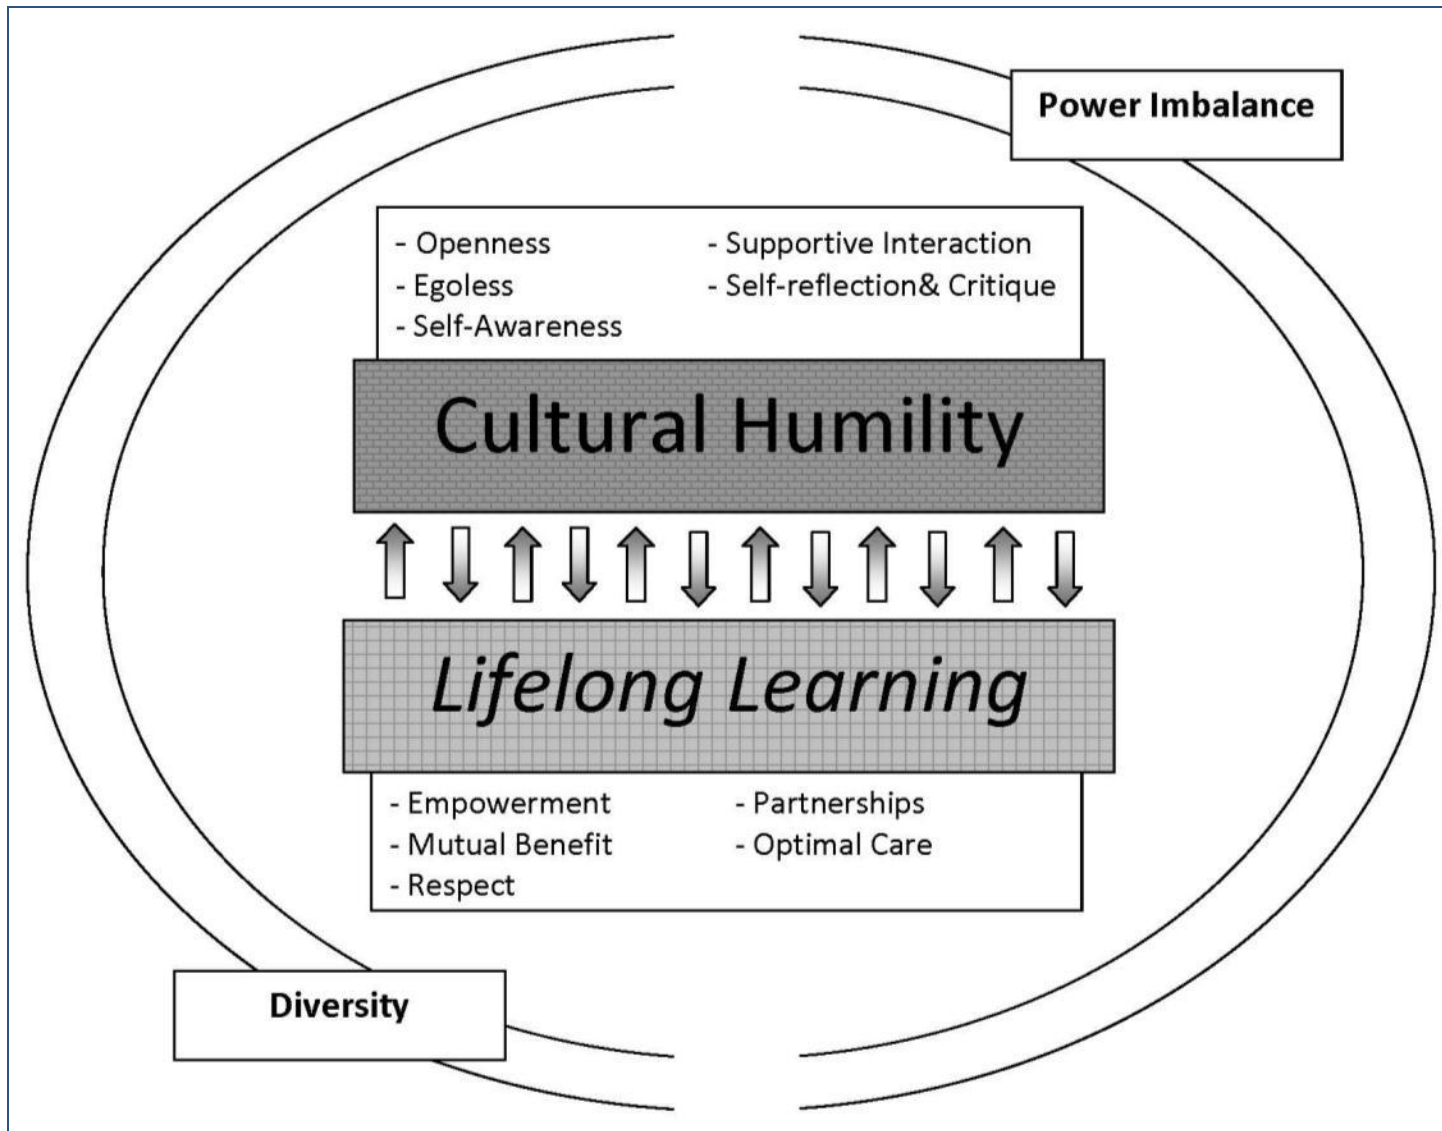 Power Imbalance
- Openness
- Egoless
- Self-Awareness
- Supportive Interaction
- Self-reflection& Critique
Cultural Humility
Lifelong Learning
- Empowerment
- Mutual Benefit
- Respect
- Partnerships
- Optimal Care
Diversity